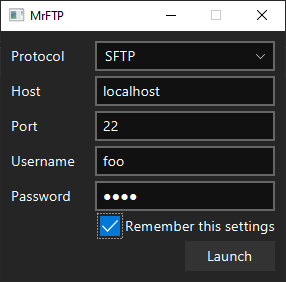 MrFTP
Protocol SFTP
Host localhost
Port 22
Username foo
Password ●●●●
Remember this settings
Launch